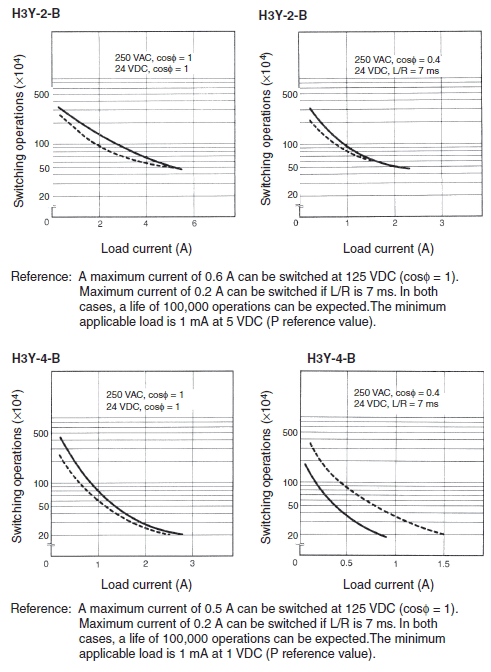 H3Y-2-B
250 VAC, cosø = 1
24 VDC, cosø = 1
Switching operations (×10⁴)
500
100
50
20
0
2
4
6
Load current (A)
H3Y-2-B
250 VAC, cosø = 0.4
24 VDC, L/R = 7 ms
Switching operations (×10⁴)
500
100
50
20
0
1
2
3
Load current (A)
Reference: A maximum current of 0.6 A can be switched at 125 VDC (cosø = 1).
Maximum current of 0.2 A can be switched if L/R is 7 ms. In both
cases, a life of 100,000 operations can be expected.The minimum
applicable load is 1 mA at 5 VDC (P reference value).
H3Y-4-B
250 VAC, cosø = 1
24 VDC, cosø = 1
Switching operations (×10⁴)
500
100
50
20
0
1
2
3
Load current (A)
H3Y-4-B
250 VAC, cosø = 0.4
24 VDC, L/R = 7 ms
Switching operations (×10⁴)
500
100
50
20
0
0.5
1
1.5
Load current (A)
Reference: A maximum current of 0.5 A can be switched at 125 VDC (cosø = 1).
Maximum current of 0.2 A can be switched if L/R is 7 ms. In both
cases, a life of 100,000 operations can be expected.The minimum
applicable load is 1 mA at 1 VDC (P reference value).